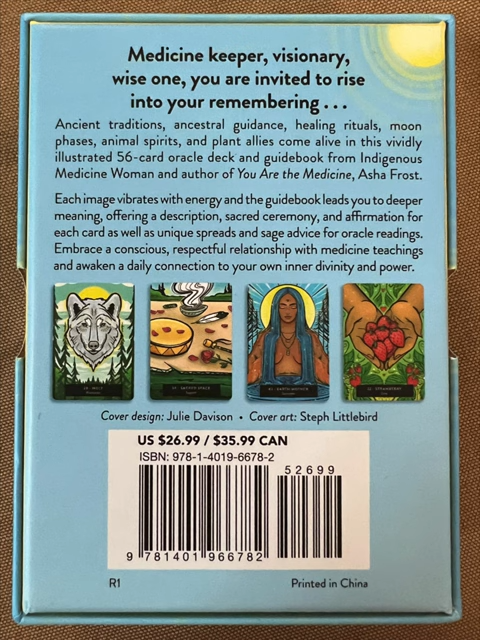 Medicine keeper, visionary,
wise one, you are invited to rise
into your remembering . . .
Ancient traditions, ancestral guidance, healing rituals, moon
phases, animal spirits, and plant allies come alive in this vividly
illustrated 56-card oracle deck and guidebook from Indigenous
Medicine Woman and author of You Are the Medicine, Asha Frost.
Each image vibrates with energy and the guidebook leads you to deeper
meaning, offering a description, sacred ceremony, and affirmation for
each card as well as unique spreads and sage advice for oracle readings.
Embrace a conscious, respectful relationship with medicine teachings
and awaken a daily connection to your own inner divinity and power.
WOLF
SACRED SPACE
EARTH MOTHER
STRAWBERRY
Cover design: Julie Davison • Cover art: Steph Littlebird
US $26.99 / $35.99 CAN
ISBN: 978-1-4019-6678-2
52699
9 781401 966782
R1 Printed in China